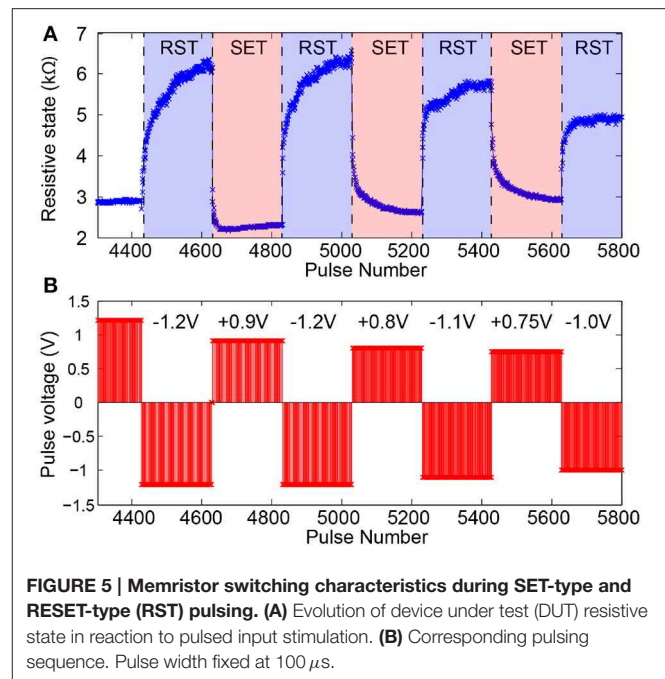 A
RST SET RST SET RST SET RST
7
6
5
4
3
2
Resistive state (kΩ)
4400 4600 4800 5000 5200 5400 5600 5800
Pulse Number
B
-1.2V +0.9V -1.2V +0.8V -1.1V +0.75V -1.0V
1.5
1
0.5
0
−0.5
−1
−1.5
Pulse voltage (V)
4400 4600 4800 5000 5200 5400 5600 5800
Pulse Number
FIGURE 5 | Memristor switching characteristics during SET-type and
RESET-type (RST) pulsing. (A) Evolution of device under test (DUT) resistive
state in reaction to pulsed input stimulation. (B) Corresponding pulsing
sequence. Pulse width fixed at 100 µs.